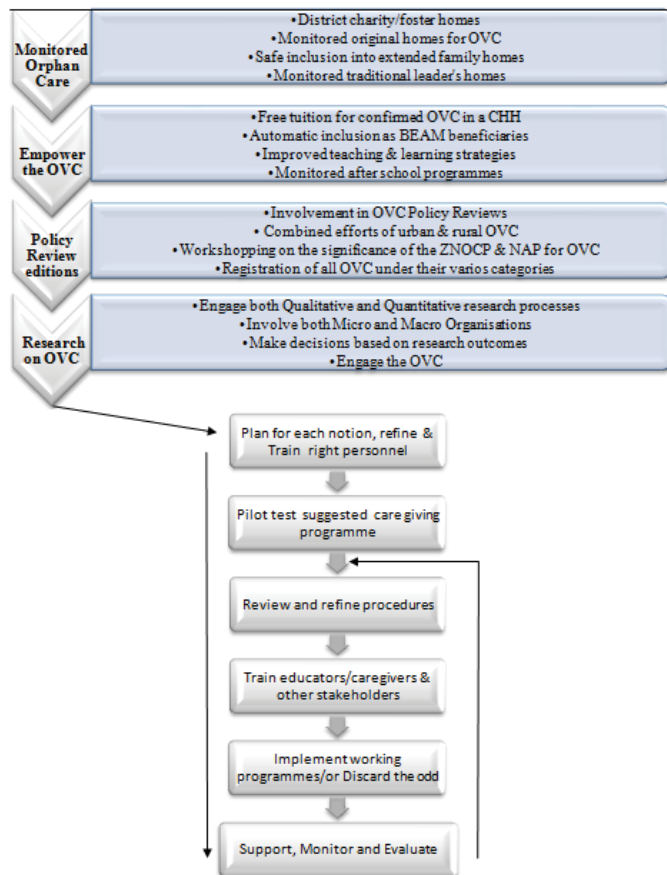 Monitored
Orphan
Care
•District charity/foster homes
•Monitored original homes for OVC
•Safe inclusion into extended family homes
•Monitored traditional leader's homes
Empower
the OVC
•Free tuition for confirmed OVC in a CHH
•Automatic inclusion as BEAM beneficiaries
•Improved teaching & learning strategies
•Monitored after school programmes
Policy
Review
editions
•Involvement in OVC Policy Reviews
•Combined efforts of urban & rural OVC
•Workshopping on the significance of the ZNOCP & NAP for OVC
•Registration of all OVC under their varios categories
Research
on OVC
•Engage both Qualitative and Quantitative research processes
•Involve both Micro and Macro Organisations
•Make decisions based on research outcomes
•Engage the OVC
Plan for each notion, refine &
Train right personnel
Pilot test suggested care giving
programme
Review and refine procedures
Train educators/caregivers &
other stakeholders
Implement working
programmes/or Discard the odd
Support, Monitor and Evaluate